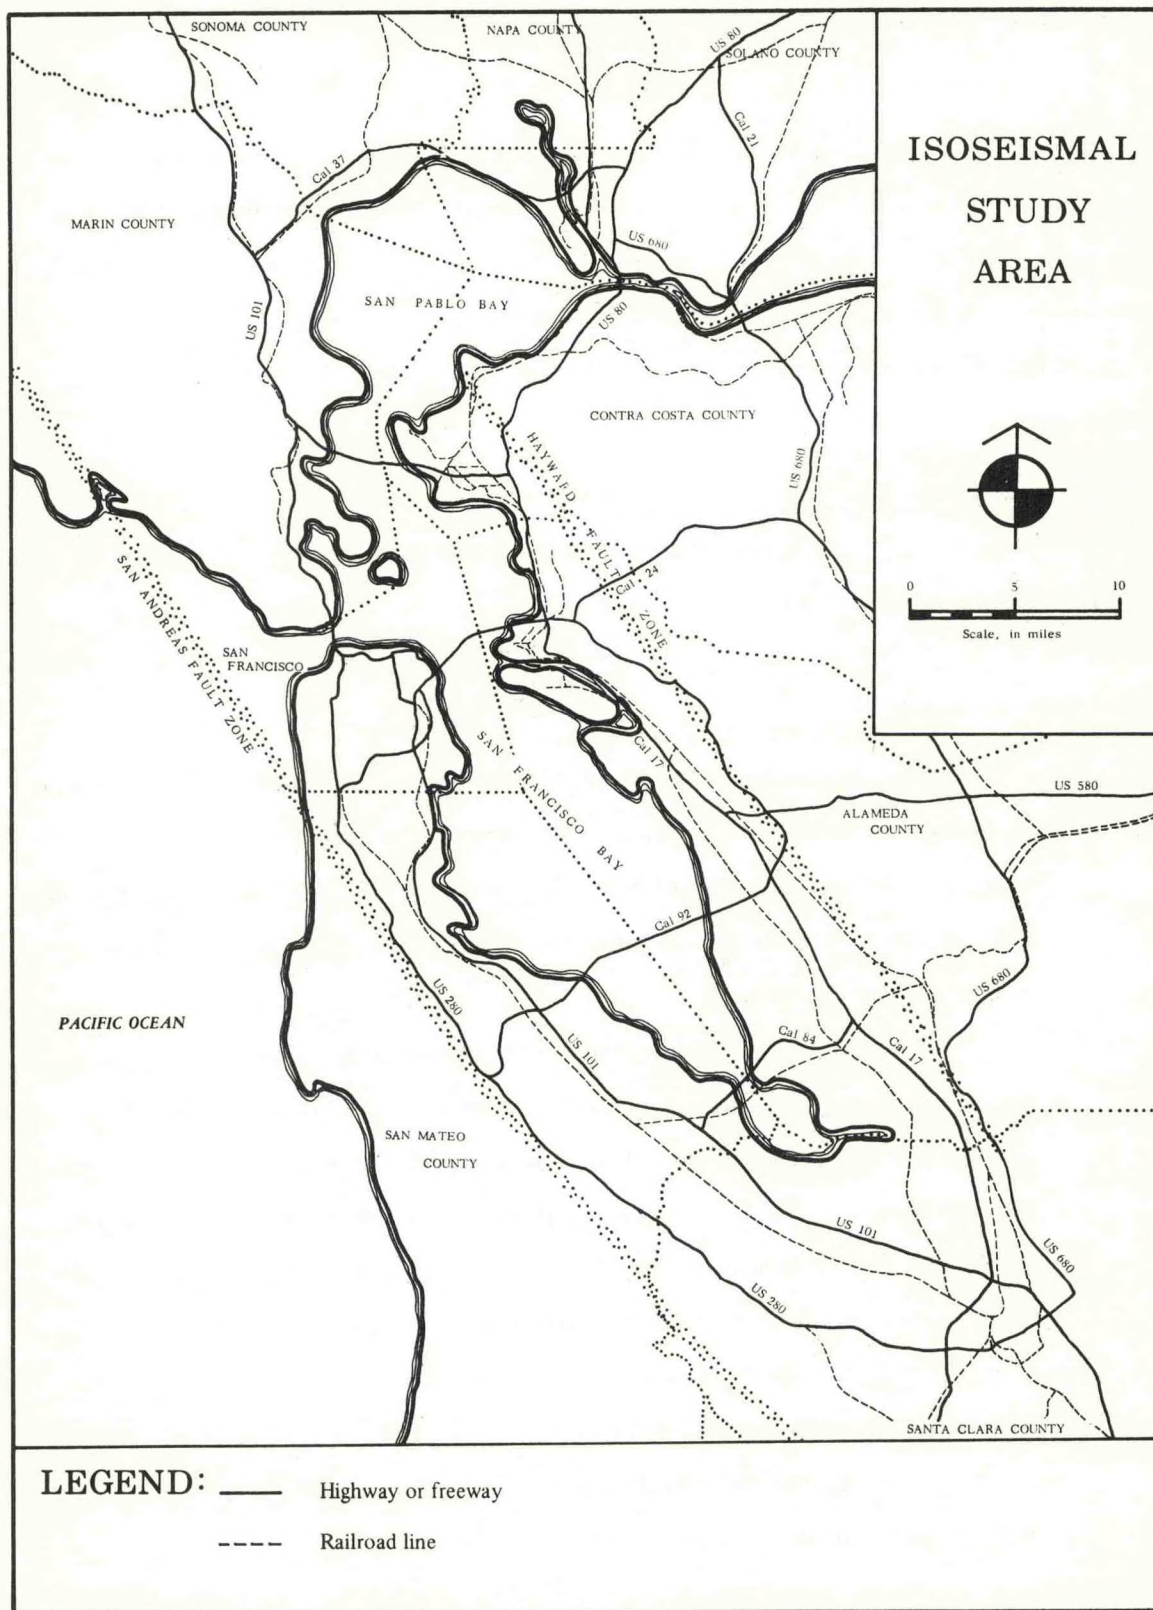 SONOMA COUNTY
NAPA COUNTY
US 80
SOLANO COUNTY
Cal 21
Cal 37
MARIN COUNTY
US 680
SAN PABLO BAY
US 101
US 80
CONTRA COSTA COUNTY
HAYWARD FAULT ZONE
US 680
Cal 24
SAN ANDREAS FAULT ZONE
SAN
FRANCISCO
SAN FRANCISCO BAY
Cal 17
US 580
ALAMEDA
COUNTY
Cal 92
US 680
US 280
PACIFIC OCEAN
US 101
Cal 84
Cal 17
SAN MATEO
COUNTY
US 101
US 680
US 280
SANTA CLARA COUNTY
ISOSEISMAL
STUDY
AREA
0 5 10
Scale, in miles
LEGEND:
Highway or freeway
Railroad line